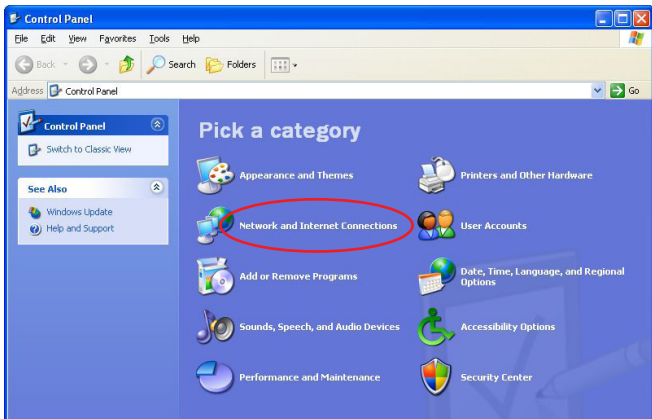 Control Panel
File Edit View Favorites Tools Help
Back Search Folders
Address Control Panel Go
Control Panel
Switch to Classic View
See Also
Windows Update
Help and Support
Pick a category
Appearance and Themes
Printers and Other Hardware
Network and Internet Connections
User Accounts
Add or Remove Programs
Date, Time, Language, and Regional
Options
Sounds, Speech, and Audio Devices
Accessibility Options
Performance and Maintenance
Security Center